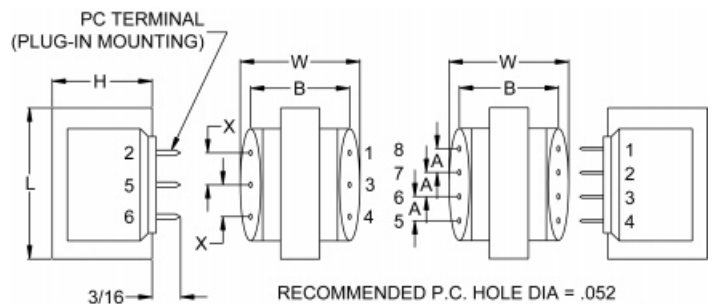 PC TERMINAL
(PLUG-IN MOUNTING)
H
L
2
5
6
3/16
W
B
X
X
1
3
4
W
B
8
7
6
5
A
A
A
1
2
3
4
RECOMMENDED P.C. HOLE DIA = .052